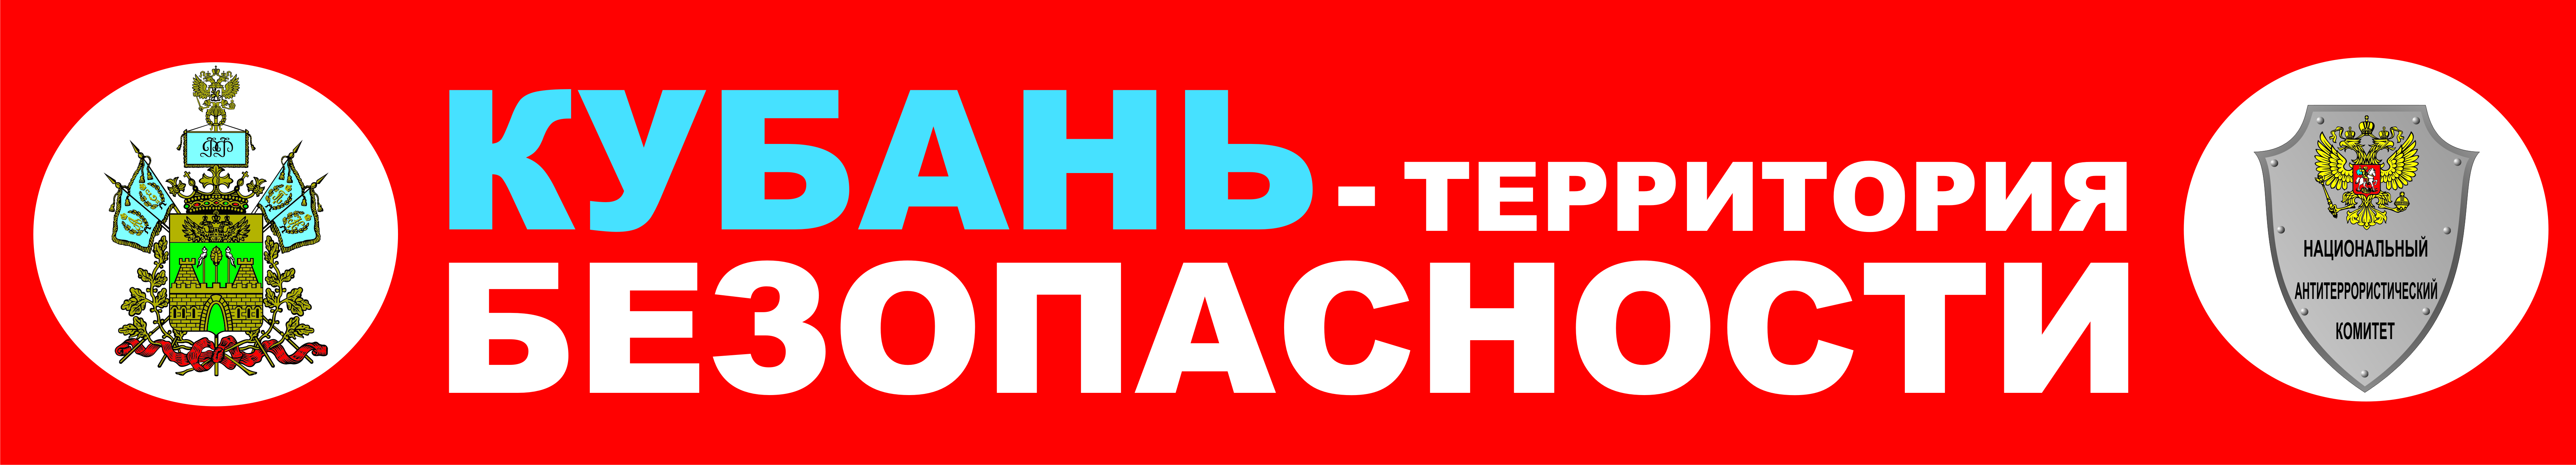 КУБАНЬ - ТЕРРИТОРИЯ
БЕЗОПАСНОСТИ
НАЦИОНАЛЬНЫЙ
АНТИТЕРРОРИСТИЧЕСКИЙ
КОМИТЕТ